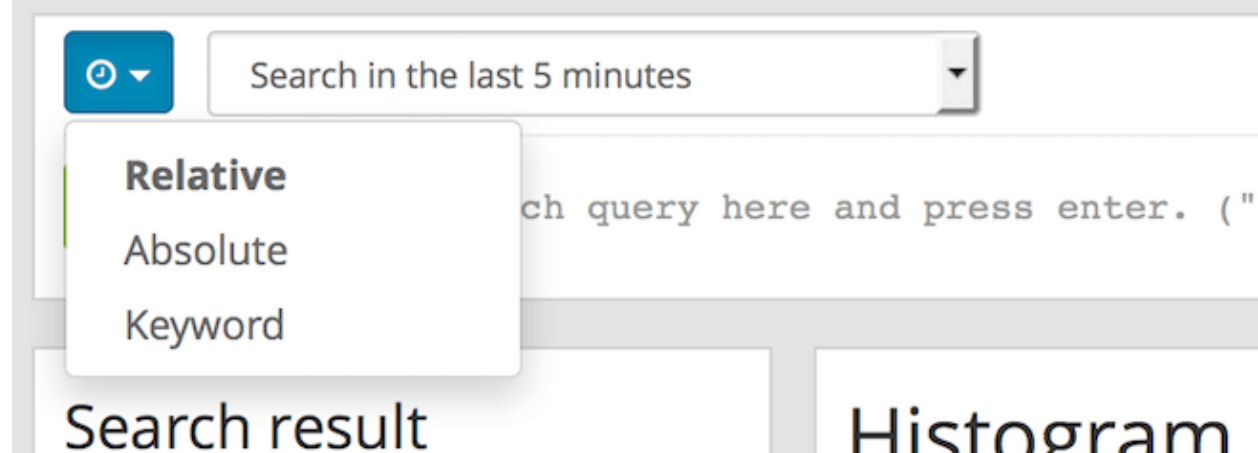 Search in the last 5 minutes
Relative
Absolute
Keyword
ch query here and press enter. ("
Search result
Histogram